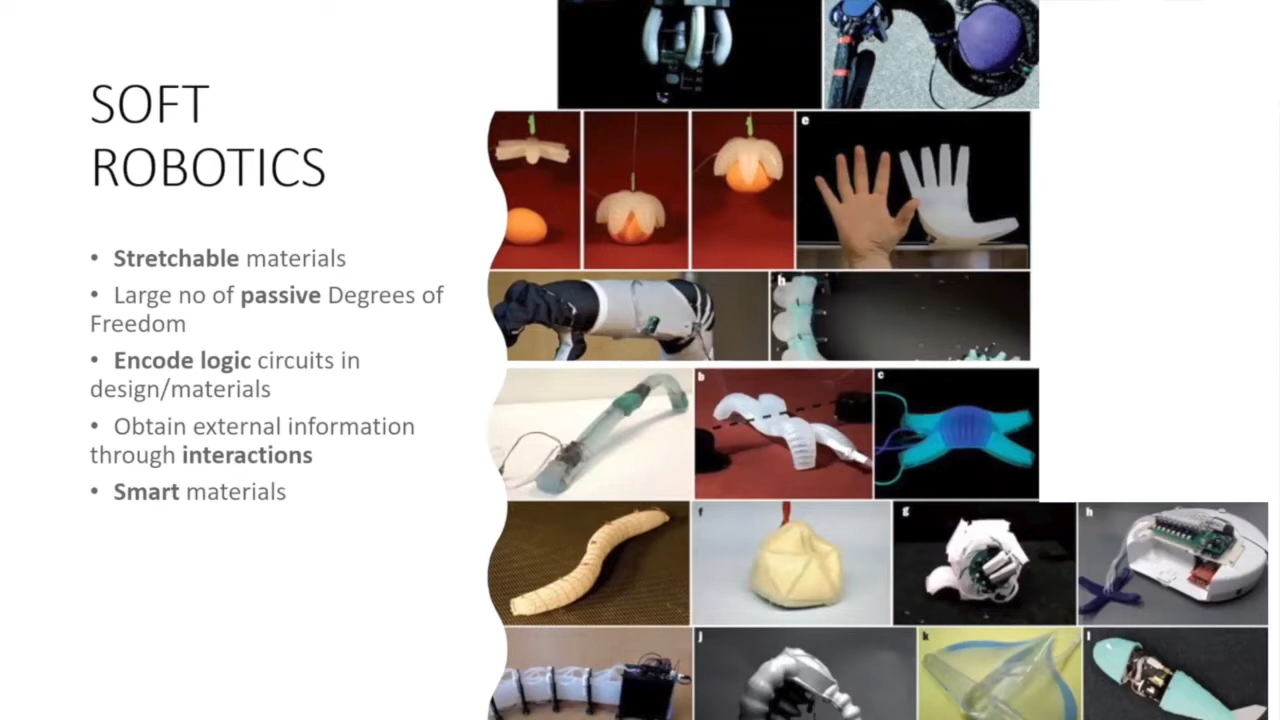 SOFT
ROBOTICS
• Stretchable materials
• Large no of passive Degrees of
Freedom
• Encode logic circuits in
design/materials
• Obtain external information
through interactions
• Smart materials
e
h
b
c
f
g
h
j
k
l